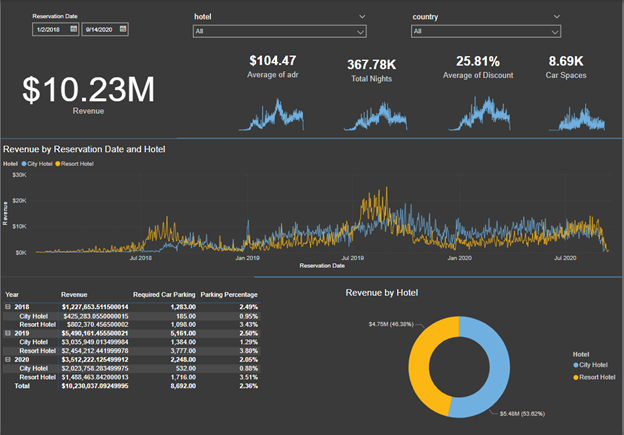 Reservation Date
1/2/2018 9/14/2020
hotel
All
country
All
$10.23M
Revenue
$104.47
Average of adr
367.78K
Total Nights
25.81%
Average of Discount
8.69K
Car Spaces
Revenue by Reservation Date and Hotel
Hotel City Hotel Resort Hotel
Revenue
$30K
$20K
$10K
$0K
Jul 2018 Jan 2019 Jul 2019 Jan 2020 Jul 2020
Reservation Date
Year Revenue Required Car Parking Parking Percentage
2018 $1,227,653.511500014 1,283.00 2.49%
City Hotel $425,283.0550000015 185.00 0.95%
Resort Hotel $802,370.456500002 1,098.00 3.43%
2019 $5,490,161.455500021 5,161.00 2.50%
City Hotel $3,035,949.013499984 1,384.00 1.29%
Resort Hotel $2,454,212.441999978 3,777.00 3.80%
2020 $3,512,222.125499912 2,248.00 2.05%
City Hotel $2,023,758.283499975 532.00 0.88%
Resort Hotel $1,488,463.842000013 1,716.00 3.51%
Total $10,230,037.09249995 8,692.00 2.36%
Revenue by Hotel
$4.75M (46.38%)
$5.48M (53.62%)
Hotel
City Hotel
Resort Hotel